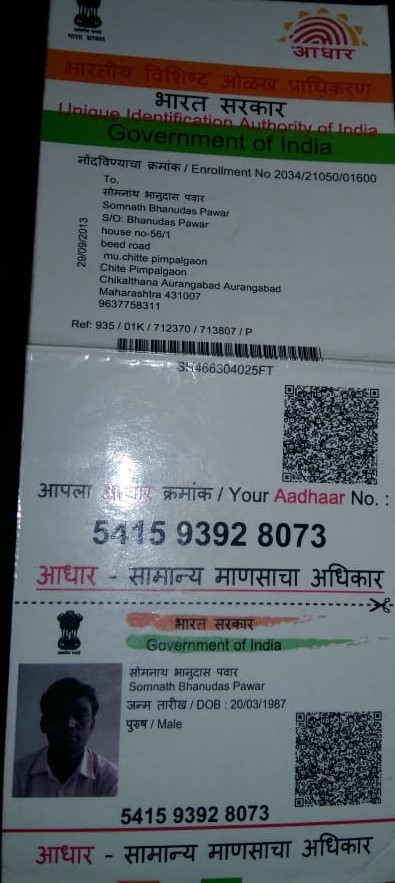 भारत सरकार
आधार
भारतीय विशिष्ट ओळख प्राधिकरण
भारत सरकार
Unique Identification Authority of India
Government of India
नोंदविण्याचा क्रमांक / Enrollment No 2034/21050/01600
To,
सोमनाथ भानुदास पवार
Somnath Bhanudas Pawar
S/O: Bhanudas Pawar
house no-56/1
beed road
mu.chitte pimpalgaon
Chite Pimpalgaon
Chikalthana Aurangabad Aurangabad
Maharashtra 431007
9637758311
29/09/2013
Ref: 935 / 01K / 712370 / 713807 / P
आपला आधार क्रमांक / Your Aadhaar No. :
5415 9392 8073
आधार - सामान्य माणसाचा अधिकार
भारत सरकार
Government of India
सोमनाथ भानुदास पवार
Somnath Bhanudas Pawar
जन्म तारीख / DOB : 20/03/1987
पुरुष / Male
5415 9392 8073
आधार - सामान्य माणसाचा अधिकार